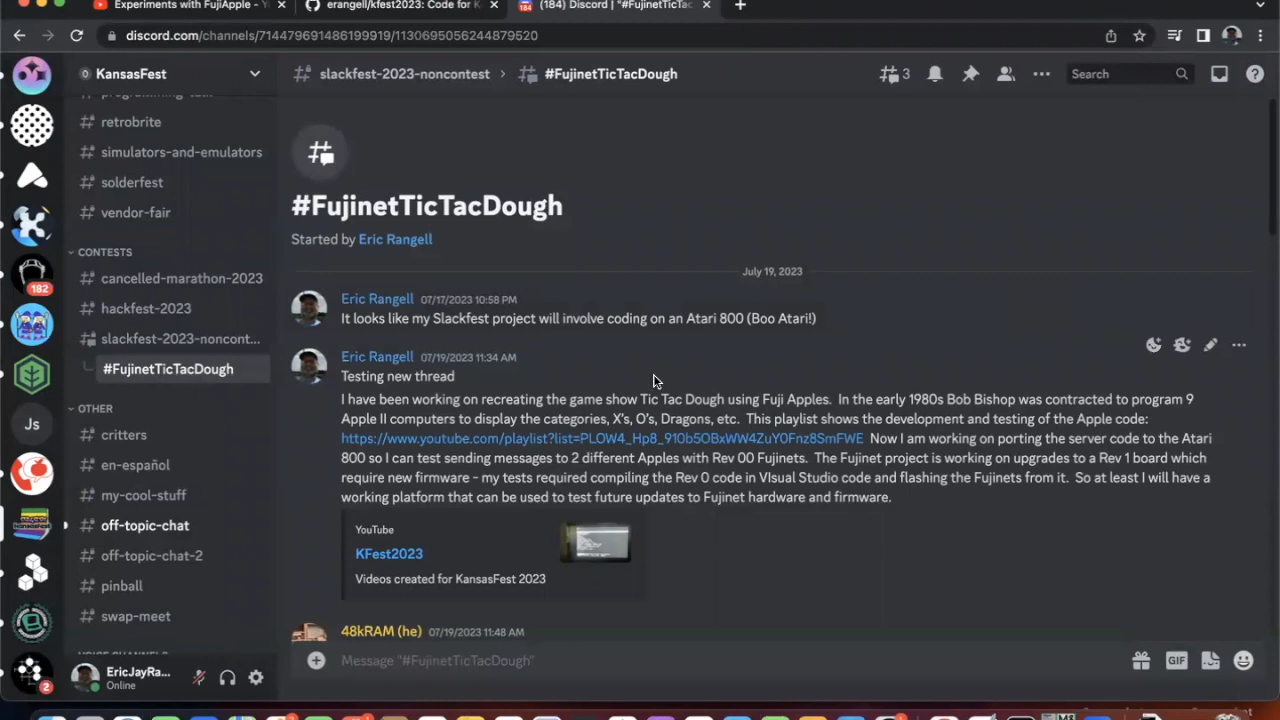 Experiments with FujiApple - Y
erangell/kfest2023: Code for K
(184) Discord | "#FujinetTicTac
discord.com/channels/714479691486199919/1130695056244879520
KansasFest
slackfest-2023-noncontest
#FujinetTicTacDough
3
Search
retrobrite
simulators-and-emulators
solderfest
vendor-fair
CONTESTS
cancelled-marathon-2023
hackfest-2023
slackfest-2023-noncont...
#FujinetTicTacDough
OTHER
critters
en-español
my-cool-stuff
off-topic-chat
off-topic-chat-2
pinball
swap-meet
182
Js
2
EricJayRa...
Online
#FujinetTicTacDough
Started by Eric Rangell
July 19, 2023
Eric Rangell 07/17/2023 10:58 PM
It looks like my Slackfest project will involve coding on an Atari 800 (Boo Atari!)
Eric Rangell 07/19/2023 11:34 AM
Testing new thread
I have been working on recreating the game show Tic Tac Dough using Fuji Apples. In the early 1980s Bob Bishop was contracted to program 9
Apple II computers to display the categories, X's, O's, Dragons, etc. This playlist shows the development and testing of the Apple code:
https://www.youtube.com/playlist?list=PLOW4_Hp8_910b5OBxWW4ZuY0Fnz8SmFWE Now I am working on porting the server code to the Atari
800 so I can test sending messages to 2 different Apples with Rev 00 Fujinets. The Fujinet project is working on upgrades to a Rev 1 board which
require new firmware - my tests required compiling the Rev 0 code in VIsual Studio code and flashing the Fujinets from it. So at least I will have a
working platform that can be used to test future updates to Fujinet hardware and firmware.
YouTube
KFest2023
Videos created for KansasFest 2023
48kRAM (he) 07/19/2023 11:48 AM
Message "#FujinetTicTacDough"
GIF